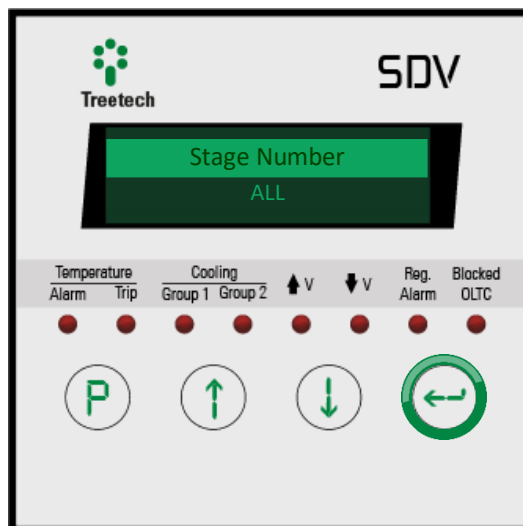 Treetech
SDV
Stage Number
ALL
Temperature
Alarm Trip
Cooling
Group 1 Group 2
V
V
Reg.
Alarm
Blocked
OLTC
P